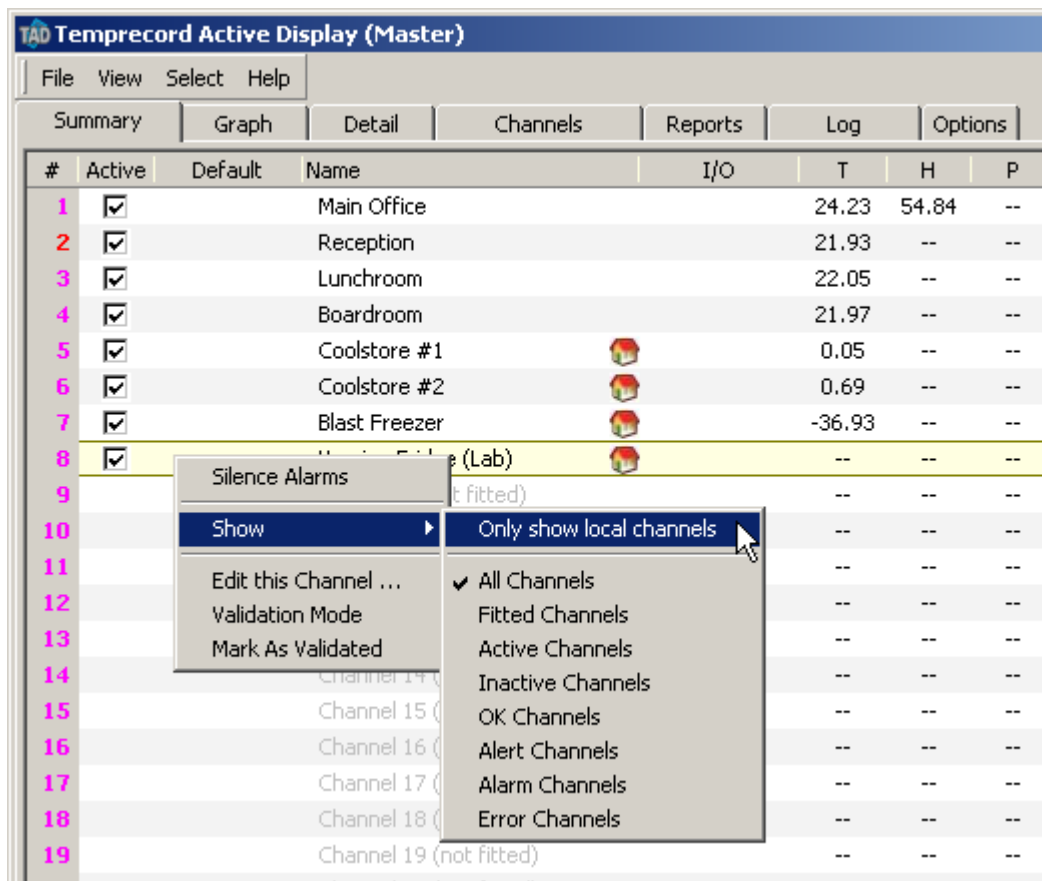 TAD Temprecord Active Display (Master)
File View Select Help
Summary Graph Detail Channels Reports Log Options
# Active Default Name I/O T H P
1 Main Office 24.23 54.84 --
2 Reception 21.93 -- --
3 Lunchroom 22.05 -- --
4 Boardroom 21.97 -- --
5 Coolstore #1 0.05 -- --
6 Coolstore #2 0.69 -- --
7 Blast Freezer -36.93 -- --
8 (Lab) -- -- --
Silence Alarms
9 fitted) -- -- --
Show Only show local channels
10 -- -- --
11 -- -- --
Edit this Channel ... All Channels
12 -- -- --
Validation Mode Fitted Channels
13 -- -- --
Mark As Validated Active Channels
14 Channel 14 ( -- -- --
Inactive Channels
15 Channel 15 ( -- -- --
OK Channels
16 Channel 16 ( -- -- --
Alert Channels
17 Channel 17 ( -- -- --
Alarm Channels
18 Channel 18 ( -- -- --
Error Channels
19 Channel 19 (not fitted) -- -- --